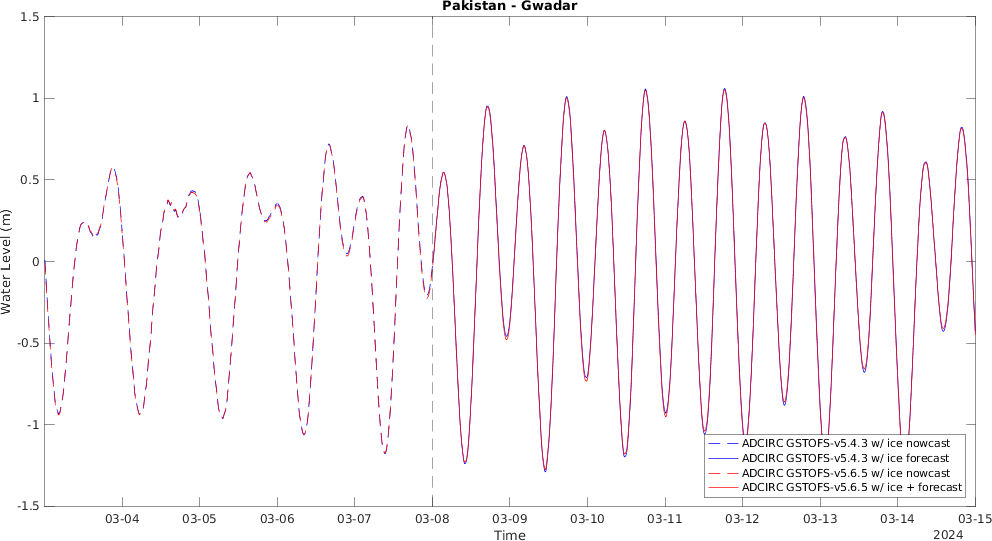 Pakistan - Gwadar
1.5
1
0.5
0
-0.5
-1
-1.5
Water Level (m)
ADCIRC GSTOFS-v5.4.3 w/ ice nowcast
ADCIRC GSTOFS-v5.4.3 w/ ice forecast
ADCIRC GSTOFS-v5.6.5 w/ ice nowcast
ADCIRC GSTOFS-v5.6.5 w/ ice + forecast
03-04 03-05 03-06 03-07 03-08 03-09 03-10 03-11 03-12 03-13 03-14 03-15
Time
2024